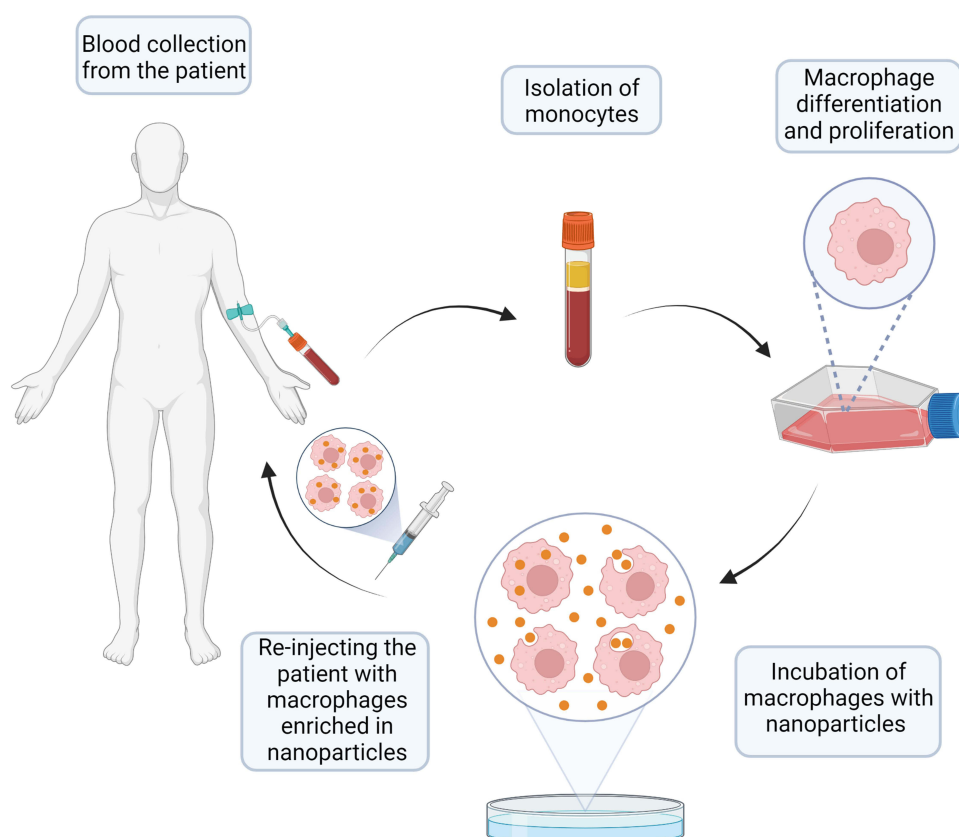 Blood collection
from the patient
Isolation of
monocytes
Macrophage
differentiation
and proliferation
Incubation of
macrophages with
nanoparticles
Re-injecting the
patient with
macrophages
enriched in
nanoparticles